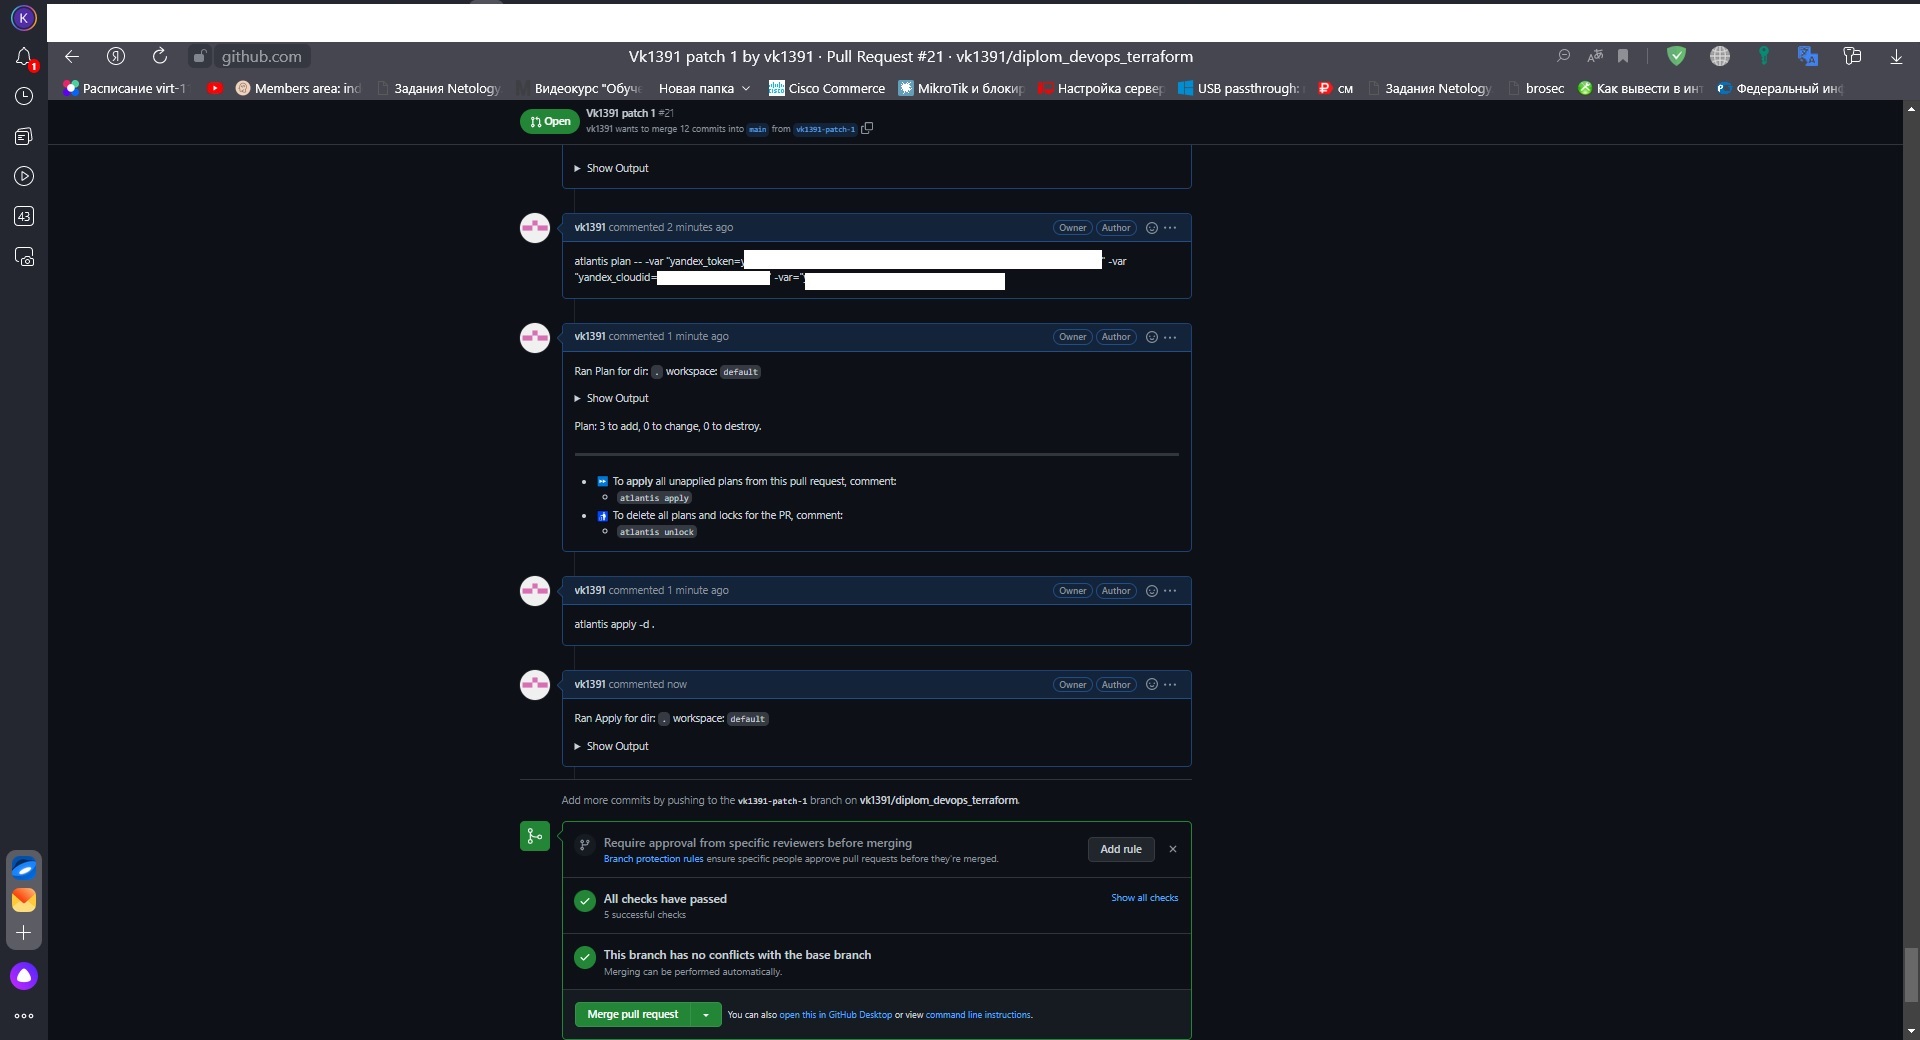 K
1
Я
github.com
Vk1391 patch 1 by vk1391 · Pull Request #21 · vk1391/diplom_devops_terraform
Расписание virt-1
Members area: ind
Задания Netology
Видеокурс "Обуче
Новая папка
Cisco Commerce
MikroTik и блокир
Настройка сервер
USB passthrough:
см
Задания Netology
brosec
Как вывести в инт
Федеральный инф
43
Open
Vk1391 patch 1 #21
vk1391 wants to merge 12 commits into main from vk1391-patch-1
Show Output
vk1391 commented 2 minutes ago
Owner
Author
atlantis plan -- -var "yandex_token=y " -var
"yandex_cloudid= ' -var="
vk1391 commented 1 minute ago
Owner
Author
Ran Plan for dir: . workspace: default
Show Output
Plan: 3 to add, 0 to change, 0 to destroy.
To apply all unapplied plans from this pull request, comment:
atlantis apply
To delete all plans and locks for the PR, comment:
atlantis unlock
vk1391 commented 1 minute ago
Owner
Author
atlantis apply -d .
vk1391 commented now
Owner
Author
Ran Apply for dir: . workspace: default
Show Output
Add more commits by pushing to the vk1391-patch-1 branch on vk1391/diplom_devops_terraform.
Require approval from specific reviewers before merging
Branch protection rules ensure specific people approve pull requests before they're merged.
Add rule
All checks have passed
5 successful checks
Show all checks
This branch has no conflicts with the base branch
Merging can be performed automatically.
Merge pull request
You can also open this in GitHub Desktop or view command line instructions.